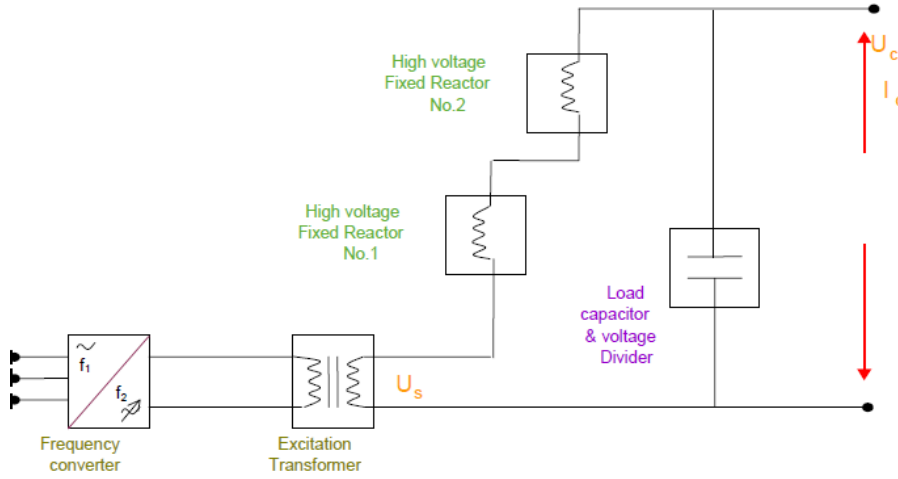 High voltage
Fixed Reactor
No.2
U c
I
High voltage
Fixed Reactor
No.1
Load
capacitor
& voltage
Divider
f1
f2
U s
Frequency
converter
Excitation
Transformer